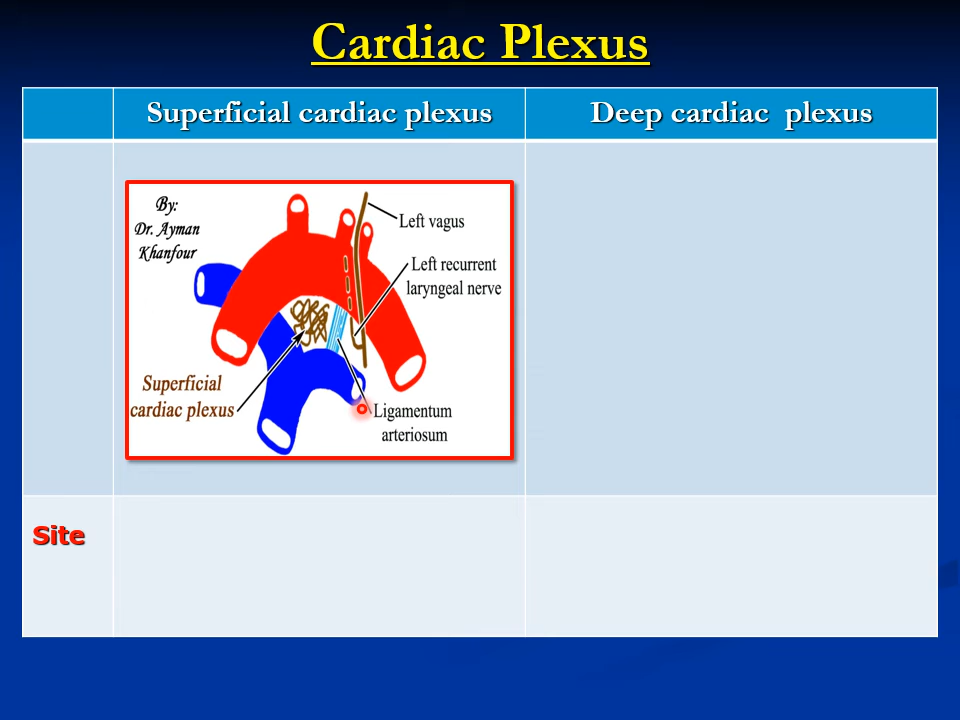 Cardiac Plexus
Superficial cardiac plexus
Deep cardiac plexus
By:
Dr. Ayman
Khanfour
Left vagus
Left recurrent
laryngeal nerve
Superficial
cardiac plexus
Ligamentum
arteriosum
Site